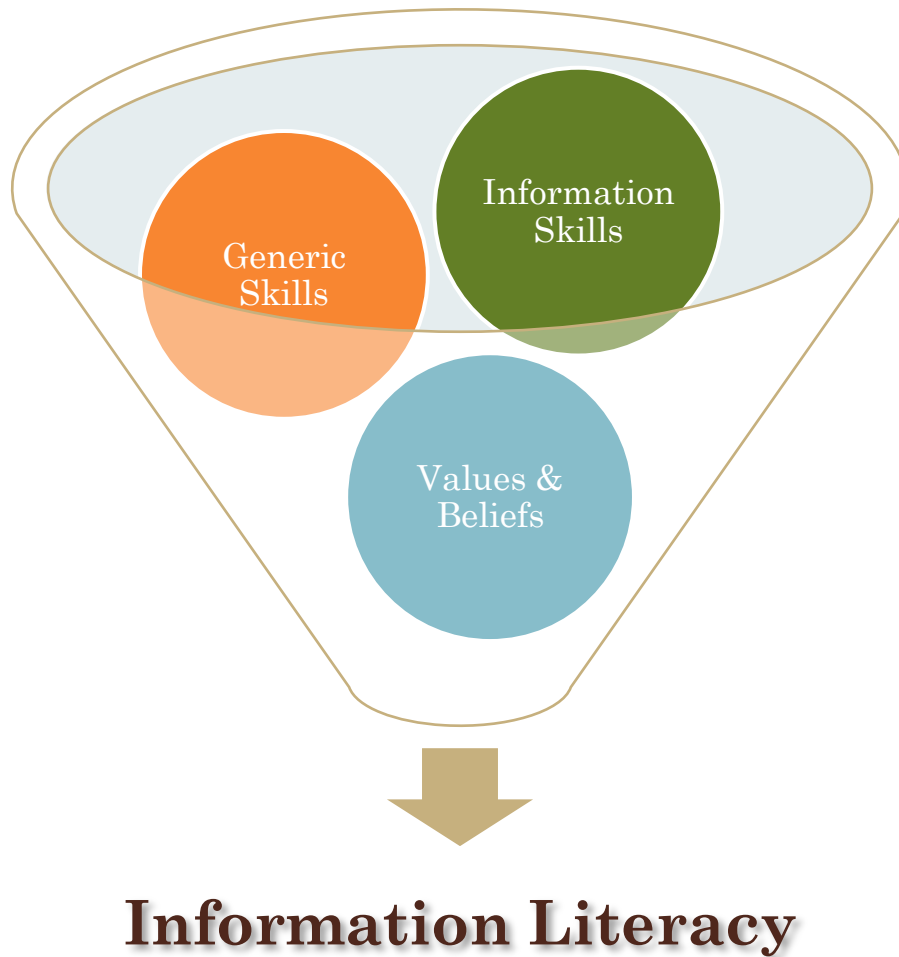 Information
Skills
Generic
Skills
Values &
Beliefs
Information Literacy